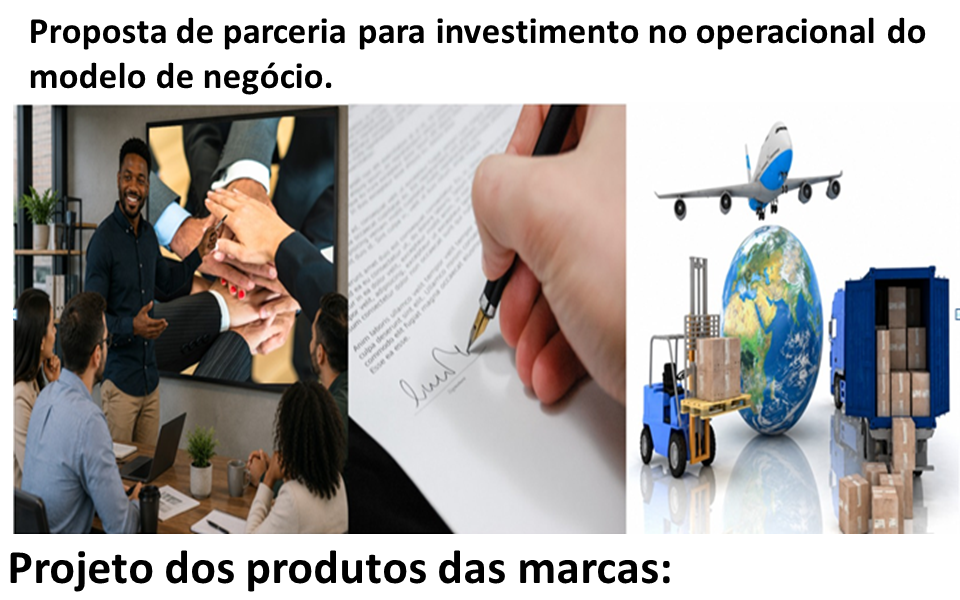 Proposta de parceria para investimento no operacional do
modelo de negócio.
Projeto dos produtos das marcas: